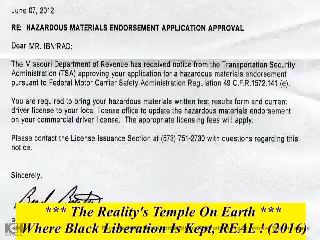 June 07, 2012
RE: HAZARDOUS MATERIALS ENDORSEMENT APPLICATION APPROVAL
Dear MR. IBN'RAD:
The Missouri Department of Revenue has received notice from the Transportation Security
Administration (TSA) approving your application for a hazardous materials endorsement
pursuant to Federal Motor Carrier Safety Administration Regulation 49 C.F.R.1572.141 (e).
You are required to bring your hazardous materials written test results form and current
driver license to your local license office to update the hazardous materials endorsement
on your commercial driver license. The appropriate licensing fees will apply.
Please contact the License Issuance Section at (573) 751-2730 with questions regarding this
notice.
Sincerely,
*** The Reality's Temple On Earth ***
Where Black Liberation Is Kept, REAL ! (2016)